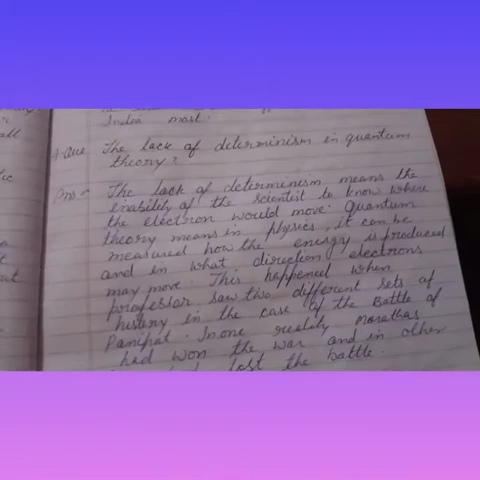 India most.
4. Que The lack of determinism in quantum
theory?
Ans:- The lack of determinism means the
enability of the scientist to know where
the electron would move. Quantum
theory means in physics, it can be
measured how the energy is produced
and in what direction electrons
may move. This happened when
professor saw two different sets of
history in the case of the Battle of
Panipat. In one reality Marathas
had won the war and in other
lost the battle.